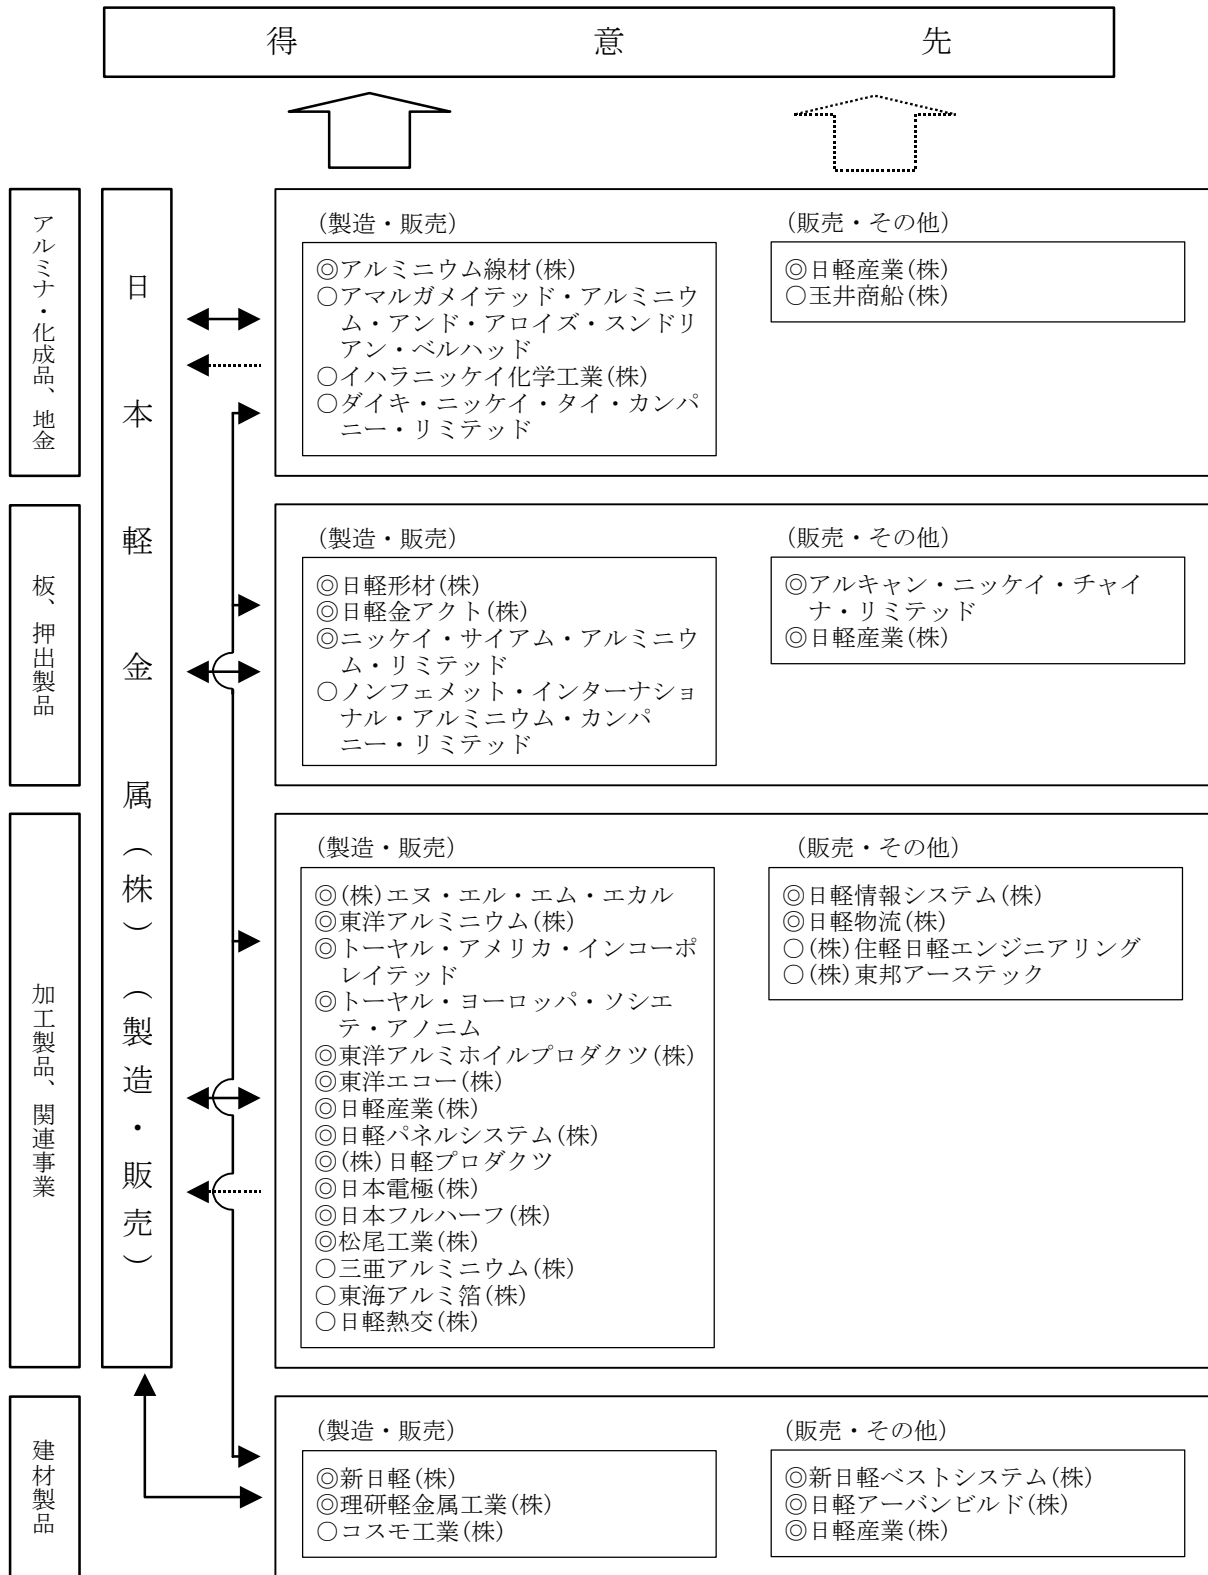 得意先
アルミナ・化成品、地金
日本軽金属(株)(製造・販売)
(製造・販売)
◎アルミニウム線材(株)
○アマルガメイテッド・アルミニウ
ム・アンド・アロイズ・スンドリ
アン・ベルハッド
○イハラニッケイ化学工業(株)
○ダイキ・ニッケイ・タイ・カンパ
ニー・リミテッド
(販売・その他)
◎日軽産業(株)
○玉井商船(株)
板、押出製品
(製造・販売)
◎日軽形材(株)
◎日軽金アクト(株)
◎ニッケイ・サイアム・アルミニウ
ム・リミテッド
○ノンフェメット・インターナショ
ナル・アルミニウム・カンパ
ニー・リミテッド
(販売・その他)
◎アルキャン・ニッケイ・チャイ
ナ・リミテッド
◎日軽産業(株)
加工製品、関連事業
(製造・販売)
◎(株)エヌ・エル・エム・エカル
◎東洋アルミニウム(株)
◎トーヤル・アメリカ・インコーポ
レイテッド
◎トーヤル・ヨーロッパ・ソシエ
テ・アノニム
◎東洋アルミホイルプロダクツ(株)
◎東洋エコー(株)
◎日軽産業(株)
◎日軽パネルシステム(株)
◎(株)日軽プロダクツ
◎日本電極(株)
◎日本フルハーフ(株)
◎松尾工業(株)
○三亜アルミニウム(株)
○東海アルミ箔(株)
○日軽熱交(株)
(販売・その他)
◎日軽情報システム(株)
◎日軽物流(株)
○(株)住軽日軽エンジニアリング
○(株)東邦アーステック
建材製品
(製造・販売)
◎新日軽(株)
◎理研軽金属工業(株)
○コスモ工業(株)
(販売・その他)
◎新日軽ベストシステム(株)
◎日軽アーバンビルド(株)
◎日軽産業(株)